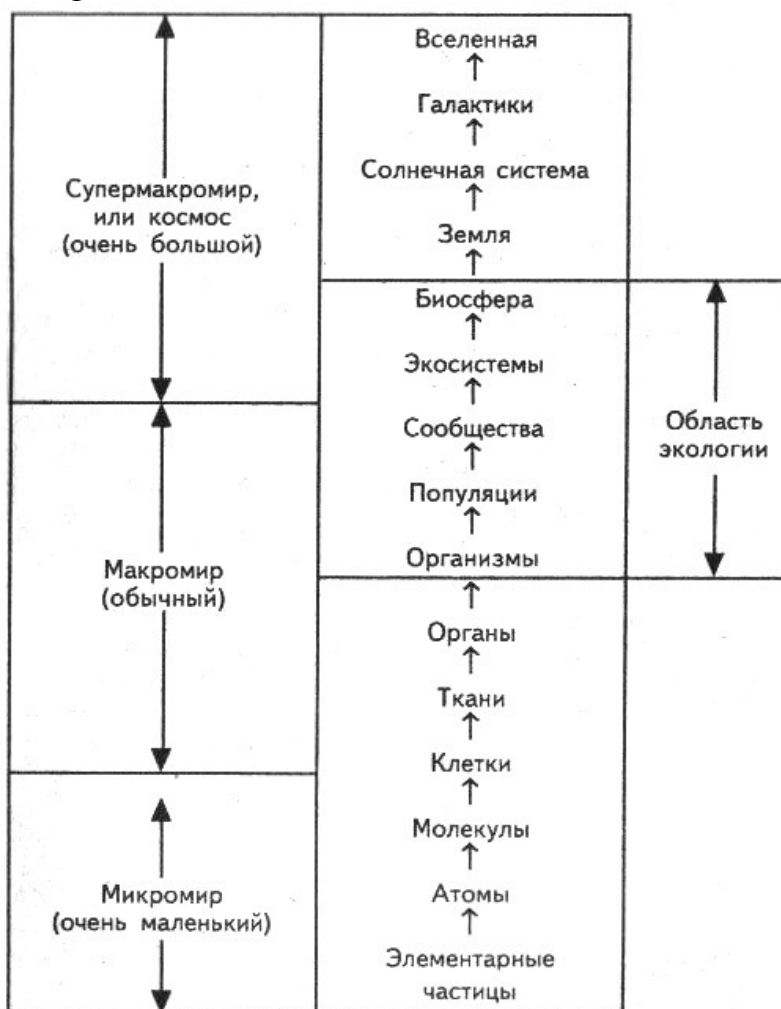 Супермакромир,
или космос
(очень большой)
Макромир
(обычный)
Микромир
(очень маленький)
Вселенная
Галактики
Солнечная система
Земля
Биосфера
Экосистемы
Сообщества
Популяции
Организмы
Органы
Ткани
Клетки
Молекулы
Атомы
Элементарные
частицы
Область
экологии